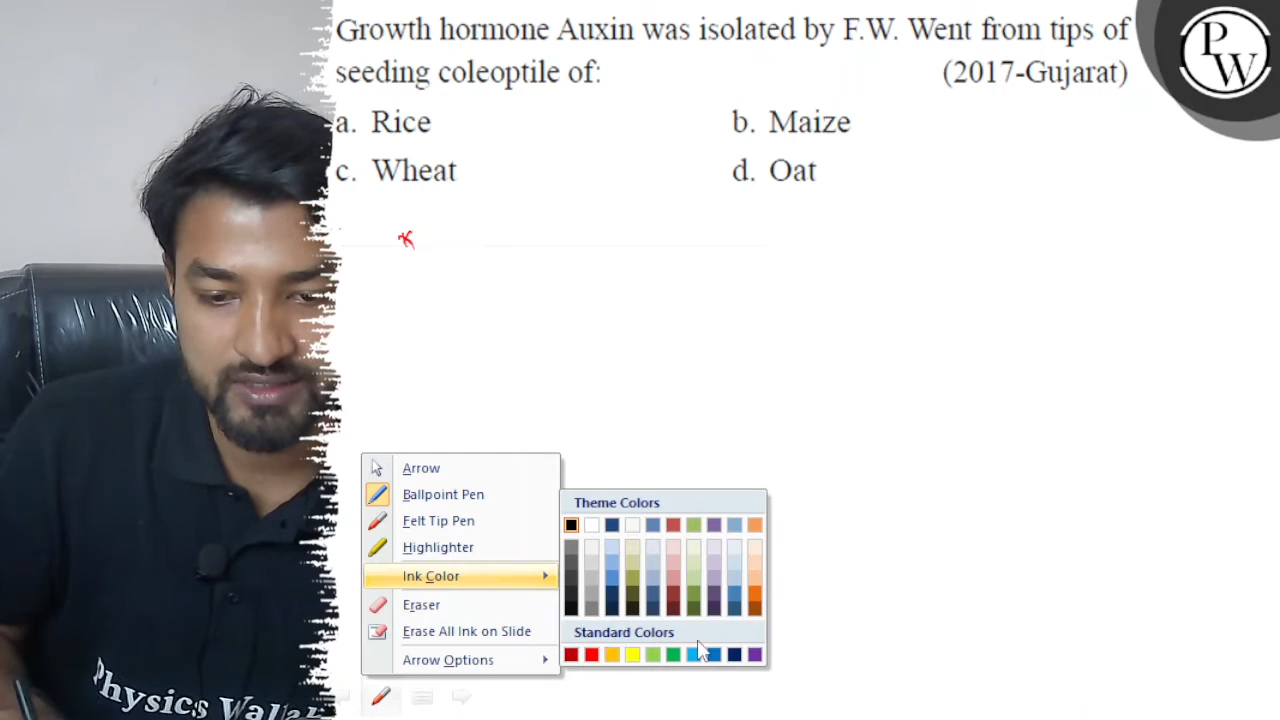 Growth hormone Auxin was isolated by F.W. Went from tips of
seeding coleoptile of: (2017-Gujarat)
a. Rice b. Maize
c. Wheat d. Oat
PW
Arrow
Ballpoint Pen
Felt Tip Pen
Highlighter
Ink Color
Eraser
Erase All Ink on Slide
Arrow Options
Theme Colors
Standard Colors
Physics Wallah